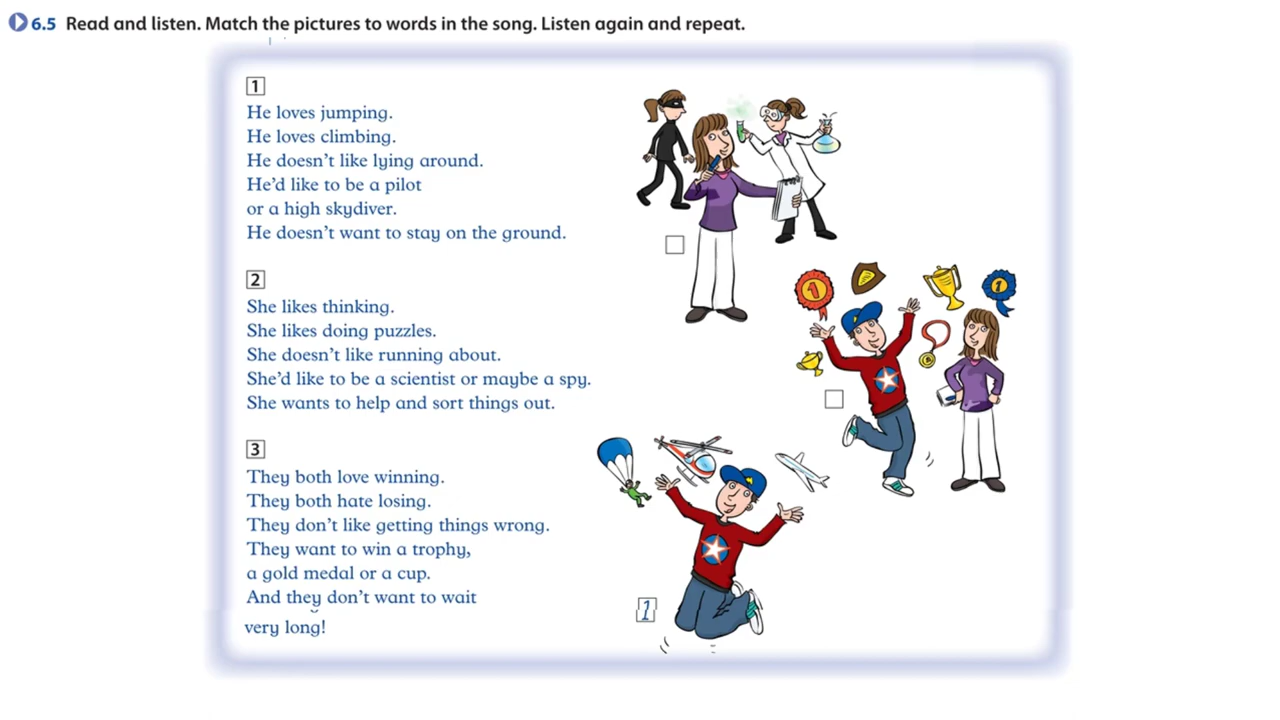 6.5 Read and listen. Match the pictures to words in the song. Listen again and repeat.
1
He loves jumping.
He loves climbing.
He doesn't like lying around.
He'd like to be a pilot
or a high skydiver.
He doesn't want to stay on the ground.
2
She likes thinking.
She likes doing puzzles.
She doesn't like running about.
She'd like to be a scientist or maybe a spy.
She wants to help and sort things out.
3
They both love winning.
They both hate losing.
They don't like getting things wrong.
They want to win a trophy,
a gold medal or a cup.
And they don't want to wait
very long!
1
1
1